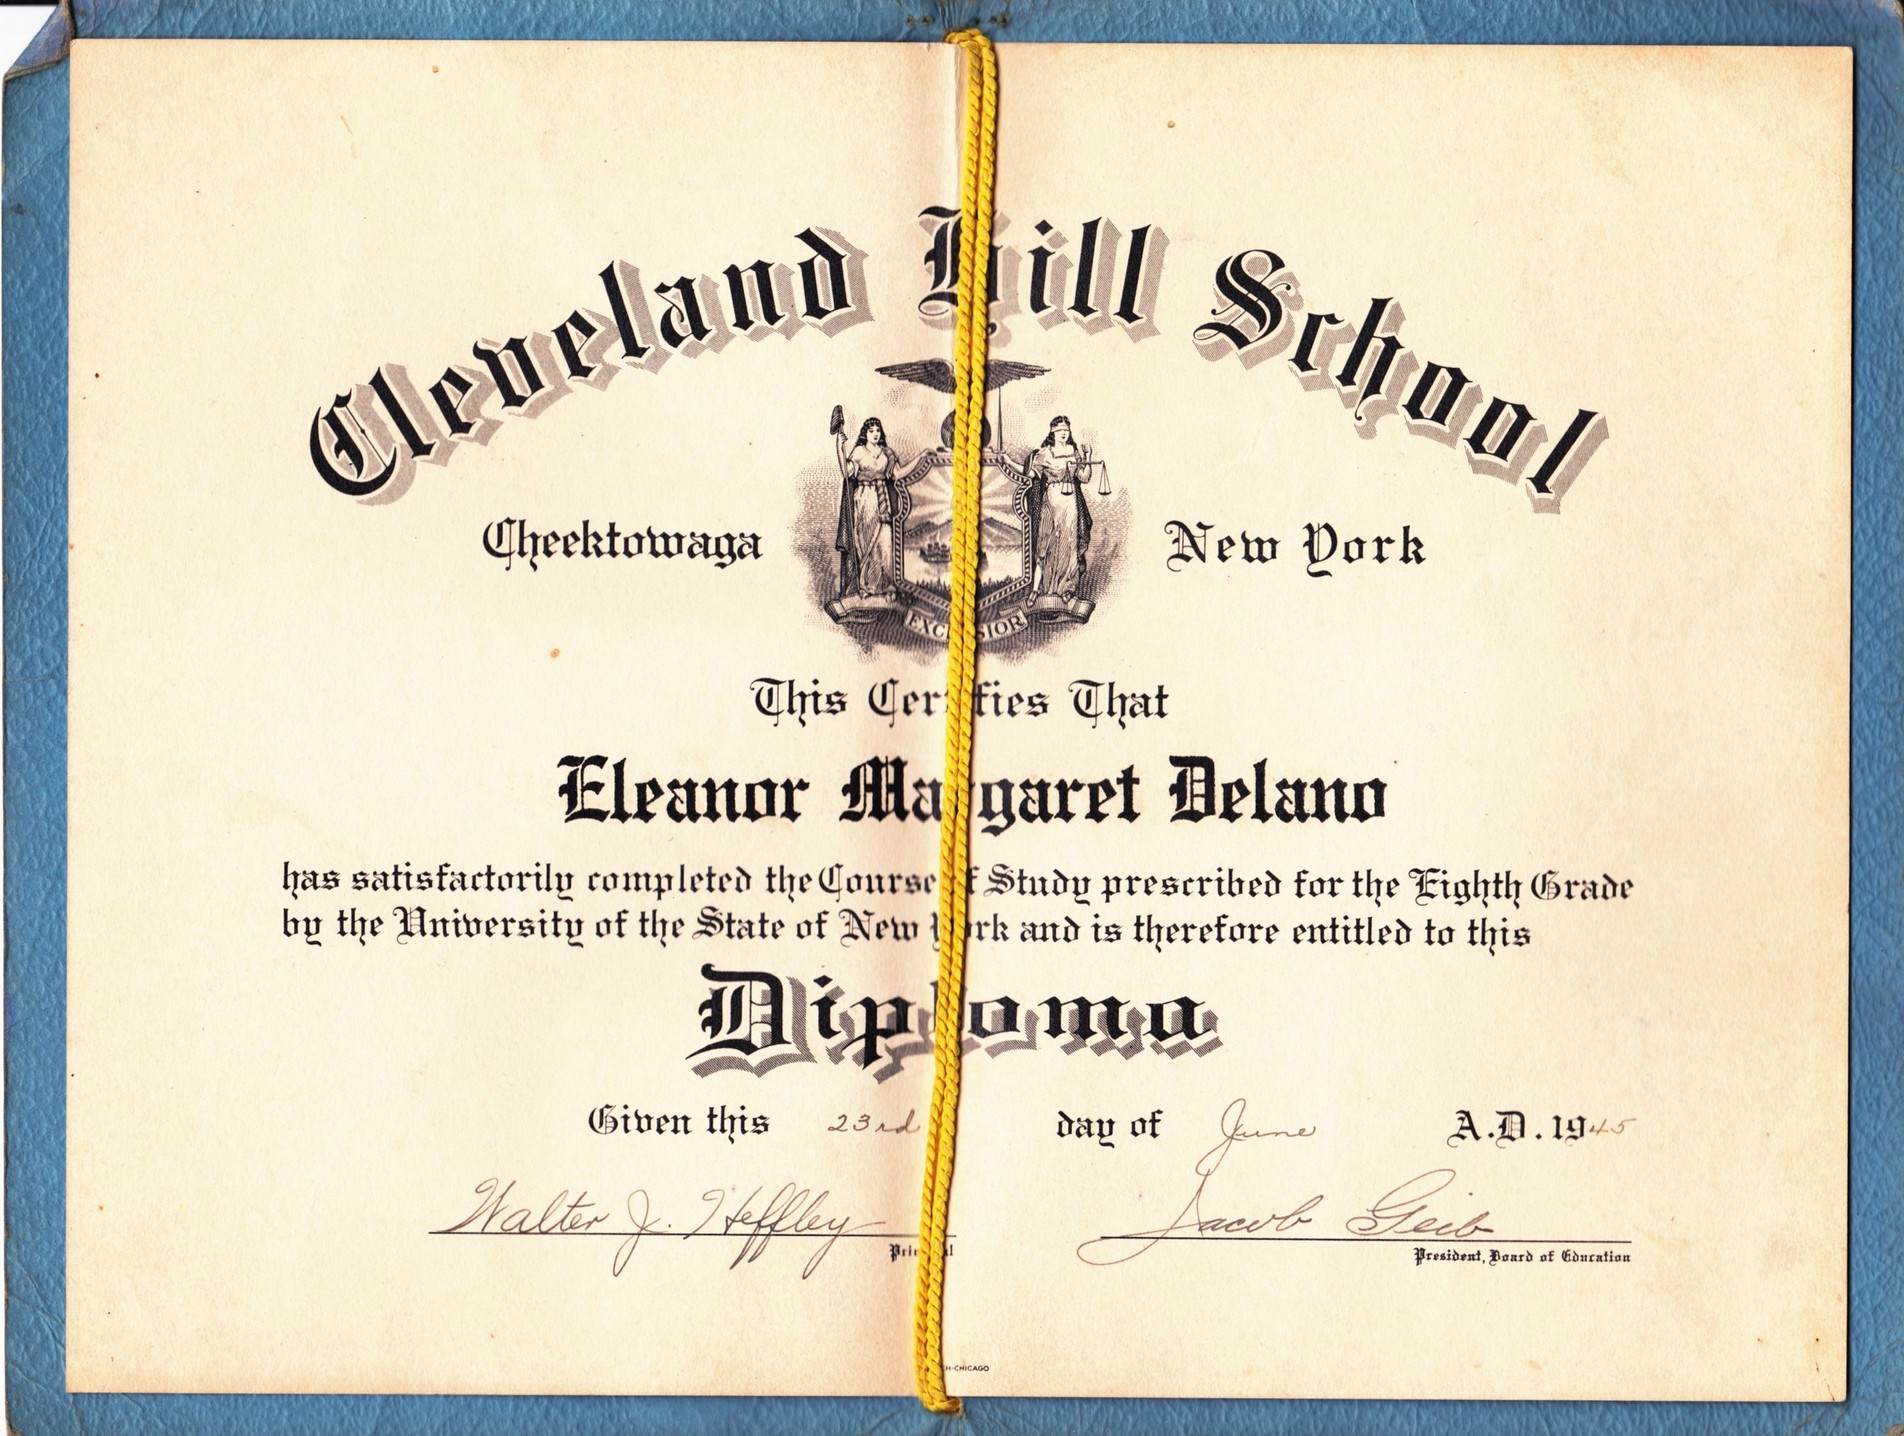 Cleveland Hill School
Cheektowaga New York
EXCELSIOR
This Certifies That
Eleanor Margaret Delano
has satisfactorily completed the Course of Study prescribed for the Eighth Grade
by the University of the State of New York and is therefore entitled to this
Diploma
Given this 23rd day of June A.D. 1945
Walter J. Heffley Jacob Geib
Principal President, Board of Education
CHICAGO